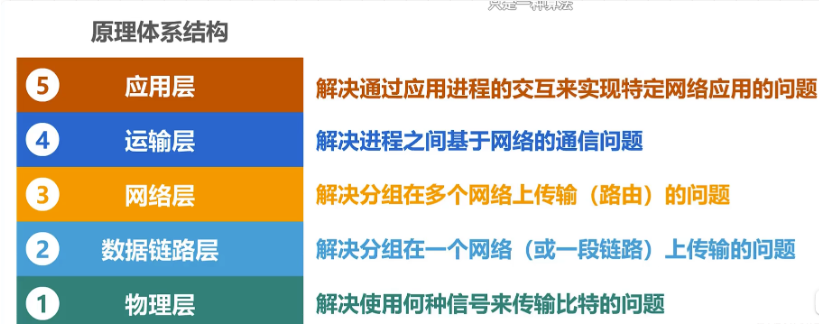 原理体系结构
5 应用层 解决通过应用进程的交互来实现特定网络应用的问题
4 运输层 解决进程之间基于网络的通信问题
3 网络层 解决分组在多个网络上传输（路由）的问题
2 数据链路层 解决分组在一个网络（或一段链路）上传输的问题
1 物理层 解决使用何种信号来传输比特的问题